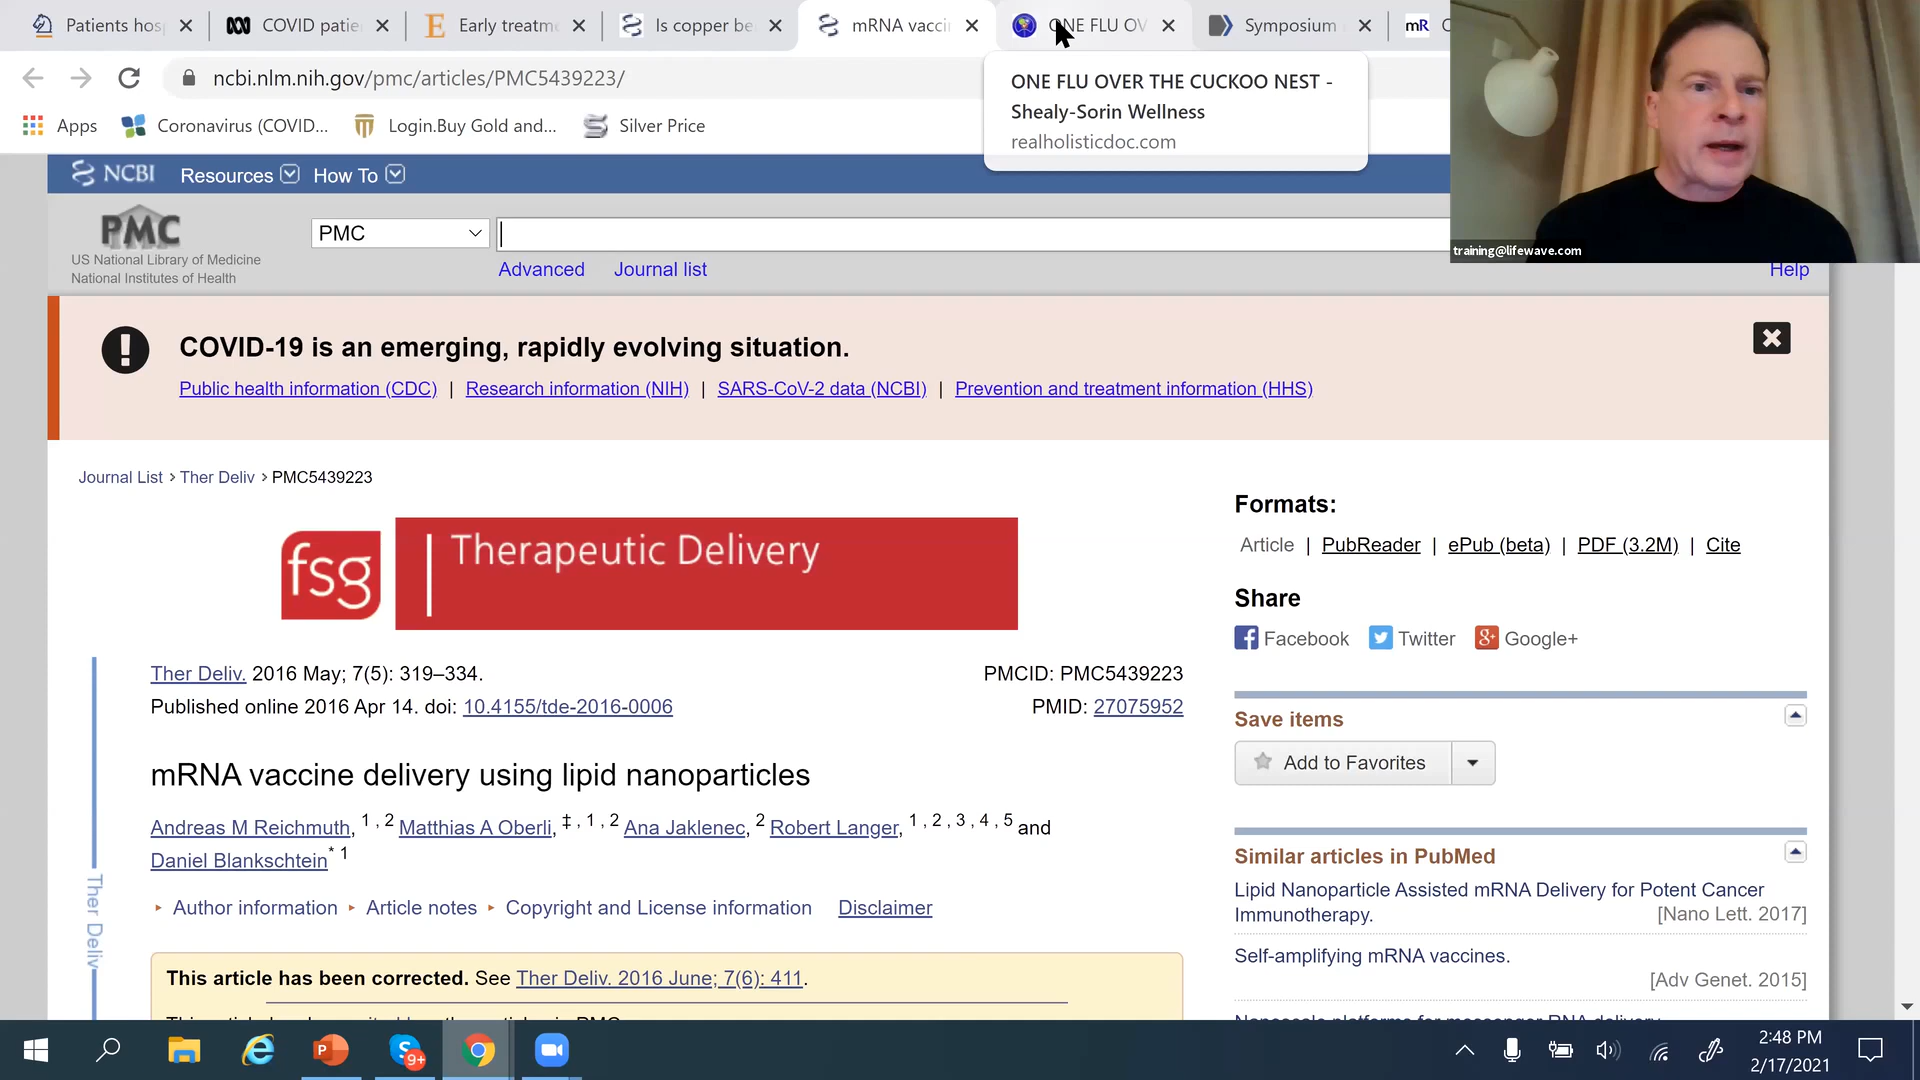 Patients hos
COVID patie
Early treatm
Is copper be
mRNA vacci
ONE FLU OV
Symposium
mR
ncbi.nlm.nih.gov/pmc/articles/PMC5439223/
ONE FLU OVER THE CUCKOO NEST -
Shealy-Sorin Wellness
realholisticdoc.com
Apps
Coronavirus (COVID...
Login.Buy Gold and...
Silver Price
training@lifewave.com
NCBI
Resources
How To
PMC
US National Library of Medicine
National Institutes of Health
PMC
Advanced
Journal list
Help
COVID-19 is an emerging, rapidly evolving situation.
Public health information (CDC) | Research information (NIH) | SARS-CoV-2 data (NCBI) | Prevention and treatment information (HHS)
Journal List > Ther Deliv > PMC5439223
fsg
Therapeutic Delivery
Ther Deliv. 2016 May; 7(5): 319–334.
PMCID: PMC5439223
Published online 2016 Apr 14. doi: 10.4155/tde-2016-0006
PMID: 27075952
mRNA vaccine delivery using lipid nanoparticles
Andreas M Reichmuth, 1, 2 Matthias A Oberli, ‡, 1, 2 Ana Jaklenec, 2 Robert Langer, 1, 2, 3, 4, 5 and
Daniel Blankschtein* 1
Author information
Article notes
Copyright and License information
Disclaimer
This article has been corrected. See Ther Deliv. 2016 June; 7(6): 411.
Ther Deliv
Formats:
Article | PubReader | ePub (beta) | PDF (3.2M) | Cite
Share
Facebook
Twitter
Google+
Save items
Add to Favorites
Similar articles in PubMed
Lipid Nanoparticle Assisted mRNA Delivery for Potent Cancer
Immunotherapy.
[Nano Lett. 2017]
Self-amplifying mRNA vaccines.
[Adv Genet. 2015]
9+
2:48 PM
2/17/2021